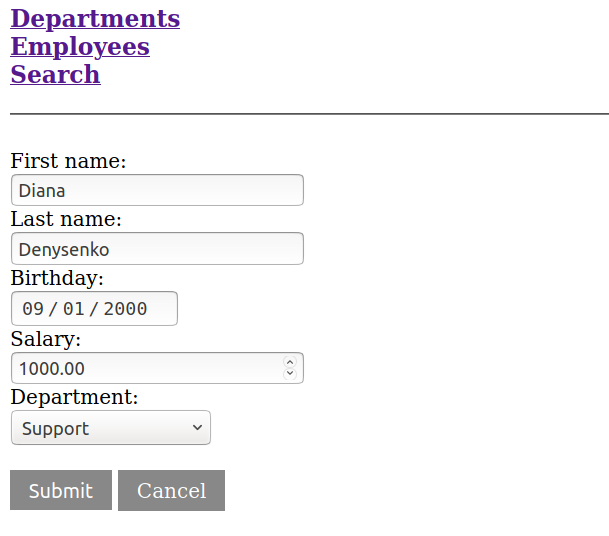 Departments
Employees
Search
First name:
Diana
Last name:
Denysenko
Birthday:
09 / 01 / 2000
Salary:
1000.00
Department:
Support
Submit Cancel